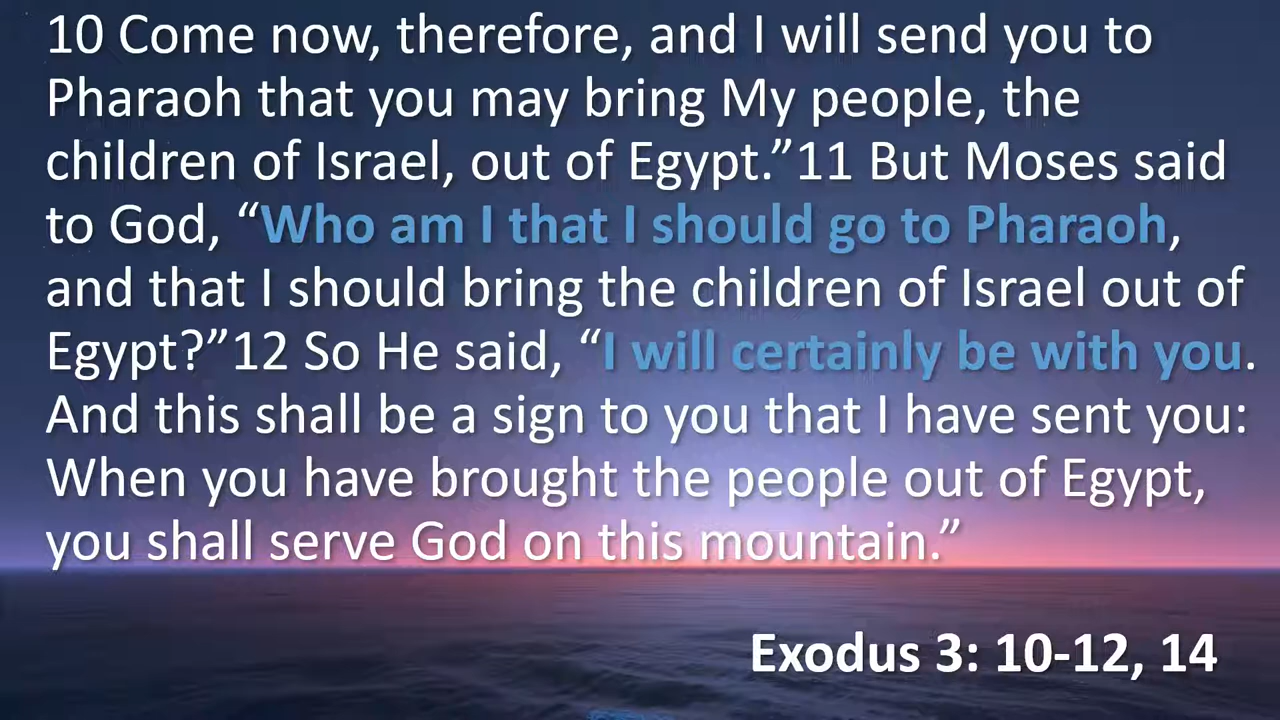 10 Come now, therefore, and I will send you to
Pharaoh that you may bring My people, the
children of Israel, out of Egypt.”11 But Moses said
to God, “Who am I that I should go to Pharaoh,
and that I should bring the children of Israel out of
Egypt?”12 So He said, “I will certainly be with you.
And this shall be a sign to you that I have sent you:
When you have brought the people out of Egypt,
you shall serve God on this mountain.”
Exodus 3: 10-12, 14